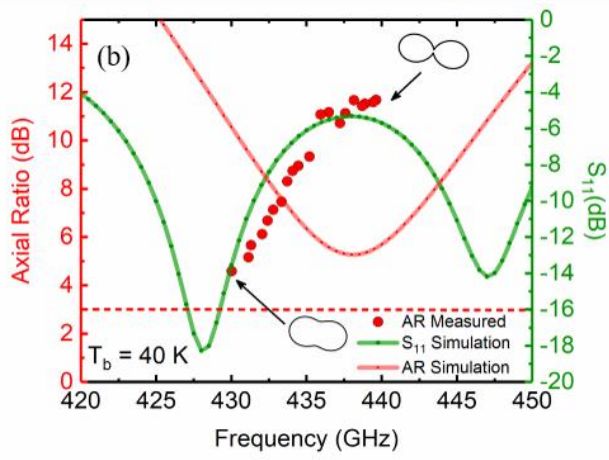 (b)
14
12
10
8
6
4
2
0
Axial Ratio (dB)
0
-2
-4
-6
-8
-10
-12
-14
-16
-18
-20
S₁₁(dB)
AR Measured
S₁₁ Simulation
AR Simulation
T_b = 40 K
420 425 430 435 440 445 450
Frequency (GHz)